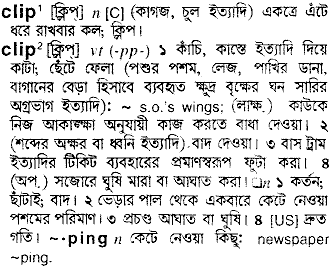 clip¹ [ক্লিপ্] n [C] (কাগজ, চুল ইত্যাদি) একত্রে এঁটে
ধরে রাখবার কল; ক্লিপ।
clip² [ক্লিপ্] vt (-pp-) ১ কাঁচি, কাস্তে ইত্যাদি দিয়ে
কাটা; ছেঁটে ফেলা (পশুর পশম, লেজ, পাখির ডানা,
বাগানের বেড়া হিসাবে ব্যবহৃত ক্ষুদ্র বৃক্ষের ঘন সারির
অগ্রভাগ ইত্যাদি): ~ s.o.'s wings; (লাক্ষ.) কাউকে
নিজ আকাঙ্ক্ষা অনুযায়ী কাজ করতে বাধা দেওয়া। ২
(শব্দের অক্ষর বা ধ্বনি ইত্যাদি) বাদ দেওয়া। ৩ বাস ট্রাম
ইত্যাদির টিকিট ব্যবহারের প্রমাণস্বরূপ ফুটা করা। ৪
(অপ.) সজোরে ঘুষি মারা বা আঘাত করা। □n ১ কর্তন;
ছাঁটাই; বাদ। ২ ভেড়ার পাল থেকে একবারে কেটে নেওয়া
পশমের পরিমাণ। ৩ প্রচণ্ড আঘাত বা ঘুষি। ৪ [US] দ্রুত
গতি। ~·ping n কেটে নেওয়া কিছু: newspaper
~ping.